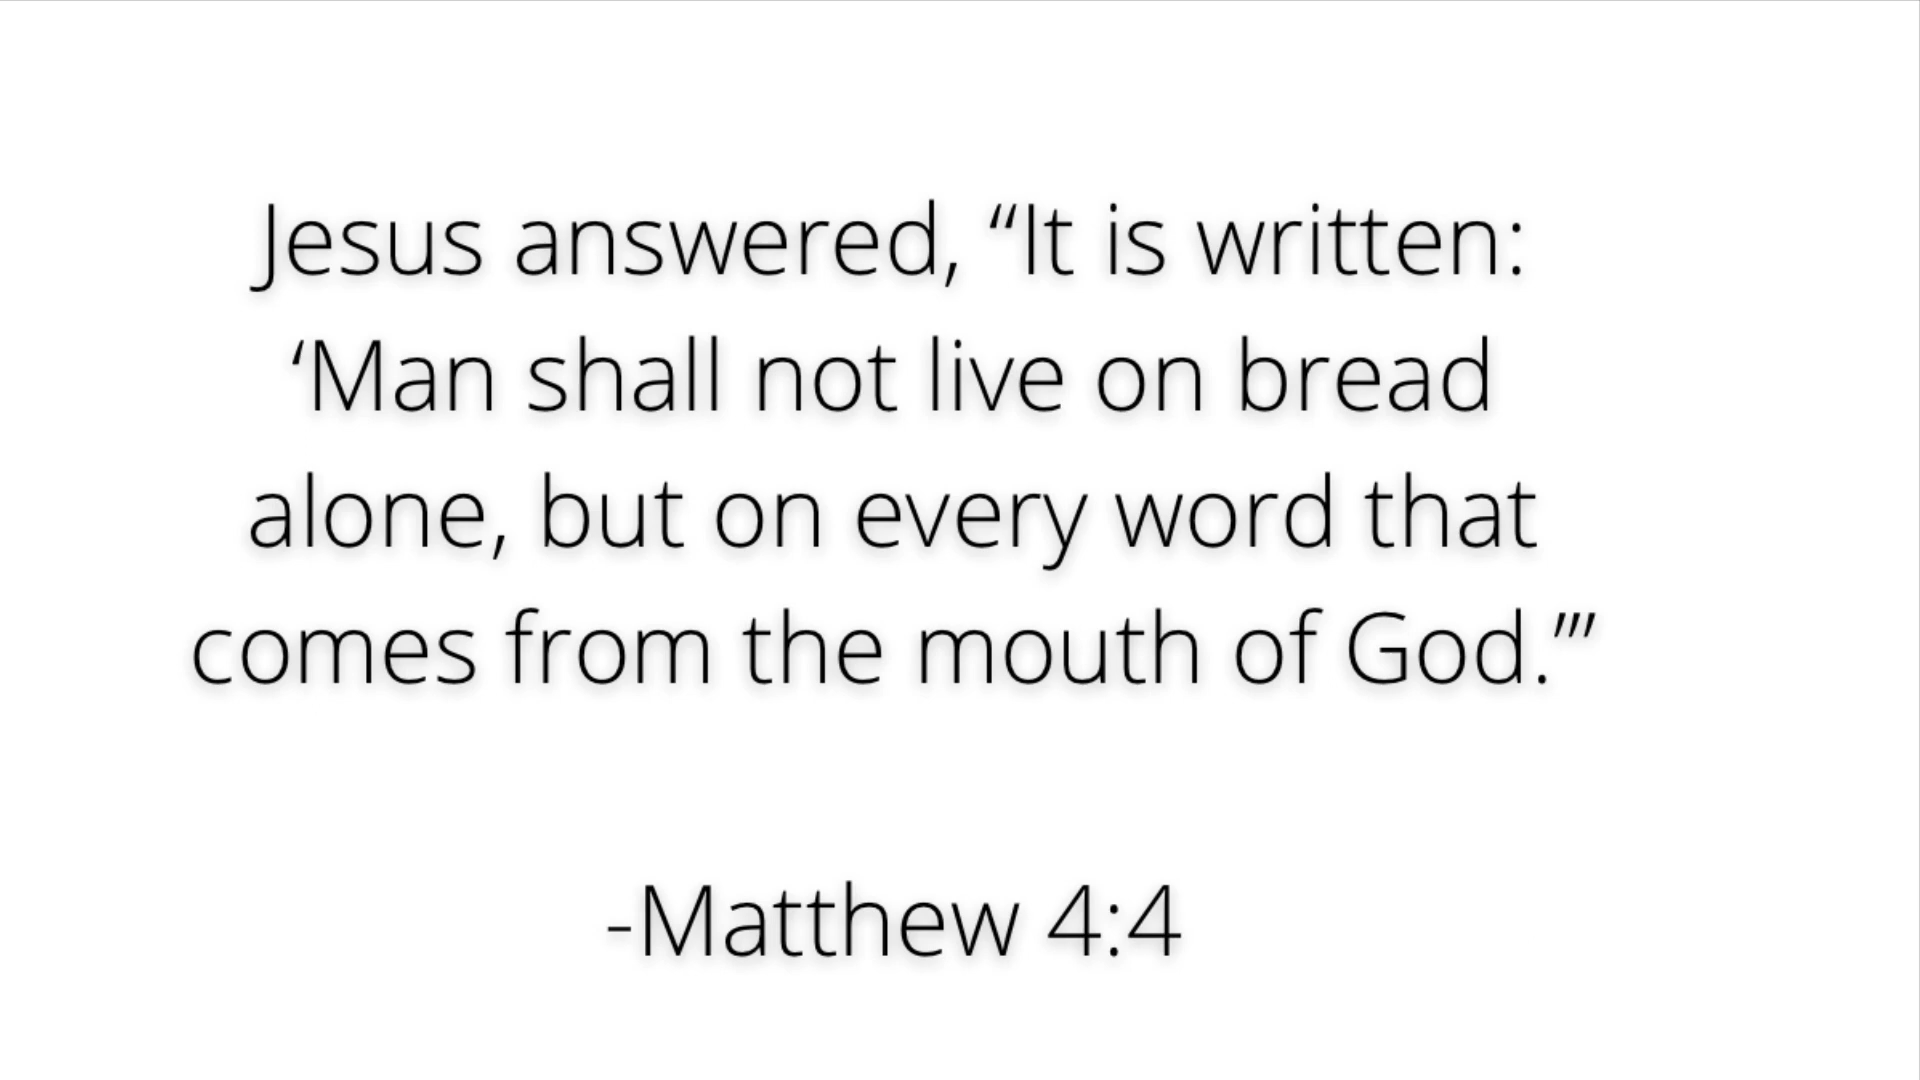 Jesus answered, “It is written:
‘Man shall not live on bread
alone, but on every word that
comes from the mouth of God.’”
-Matthew 4:4